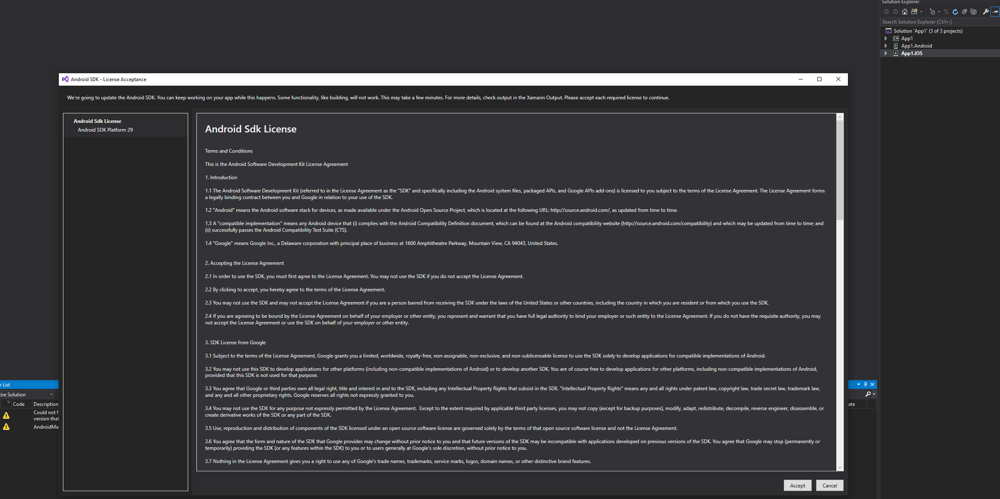 Solution Explorer
Search Solution Explorer (Ctrl+;)
Solution 'App1' (3 of 3 projects)
C# App1
App1.Android
App1.iOS
Android SDK - License Acceptance
We're going to update the Android SDK. You can keep working on your app while this happens. Some functionality, like building, will not work. This may take a few minutes. For more details, check output in the Xamarin Output. Please accept each required license to continue.
Android Sdk License
Android SDK Platform 29
Android Sdk License
Terms and Conditions
This is the Android Software Development Kit License Agreement
1. Introduction
1.1 The Android Software Development Kit (referred to in the License Agreement as the "SDK" and specifically including the Android system files, packaged APIs, and Google APIs add-ons) is licensed to you subject to the terms of the License Agreement. The License Agreement forms
a legally binding contract between you and Google in relation to your use of the SDK.
1.2 "Android" means the Android software stack for devices, as made available under the Android Open Source Project, which is located at the following URL: http://source.android.com/, as updated from time to time.
1.3 A "compatible implementation" means any Android device that (i) complies with the Android Compatibility Definition document, which can be found at the Android compatibility website (http://source.android.com/compatibility) and which may be updated from time to time; and
(ii) successfully passes the Android Compatibility Test Suite (CTS).
1.4 "Google" means Google Inc., a Delaware corporation with principal place of business at 1600 Amphitheatre Parkway, Mountain View, CA 94043, United States.
2. Accepting the License Agreement
2.1 In order to use the SDK, you must first agree to the License Agreement. You may not use the SDK if you do not accept the License Agreement.
2.2 By clicking to accept, you hereby agree to the terms of the License Agreement.
2.3 You may not use the SDK and may not accept the License Agreement if you are a person barred from receiving the SDK under the laws of the United States or other countries, including the country in which you are resident or from which you use the SDK.
2.4 If you are agreeing to be bound by the License Agreement on behalf of your employer or other entity, you represent and warrant that you have full legal authority to bind your employer or such entity to the License Agreement. If you do not have the requisite authority, you may
not accept the License Agreement or use the SDK on behalf of your employer or other entity.
3. SDK License from Google
3.1 Subject to the terms of the License Agreement, Google grants you a limited, worldwide, royalty-free, non-assignable, non-exclusive, and non-sublicensable license to use the SDK solely to develop applications for compatible implementations of Android.
3.2 You may not use this SDK to develop applications for other platforms (including non-compatible implementations of Android) or to develop another SDK. You are of course free to develop applications for other platforms, including non-compatible implementations of Android,
provided that this SDK is not used for that purpose.
3.3 You agree that Google or third parties own all legal right, title and interest in and to the SDK, including any Intellectual Property Rights that subsist in the SDK. "Intellectual Property Rights" means any and all rights under patent law, copyright law, trade secret law, trademark law,
and any and all other proprietary rights. Google reserves all rights not expressly granted to you.
3.4 You may not use the SDK for any purpose not expressly permitted by the License Agreement.  Except to the extent required by applicable third party licenses, you may not copy (except for backup purposes), modify, adapt, redistribute, decompile, reverse engineer, disassemble, or
create derivative works of the SDK or any part of the SDK.
3.5 Use, reproduction and distribution of components of the SDK licensed under an open source software license are governed solely by the terms of that open source software license and not the License Agreement.
3.6 You agree that the form and nature of the SDK that Google provides may change without prior notice to you and that future versions of the SDK may be incompatible with applications developed on previous versions of the SDK. You agree that Google may stop (permanently or
temporarily) providing the SDK (or any features within the SDK) to you or to users generally at Google's sole discretion, without prior notice to you.
3.7 Nothing in the License Agreement gives you a right to use any of Google's trade names, trademarks, service marks, logos, domain names, or other distinctive brand features.
Accept
Cancel
r List
tire Solution
Code Description
Could not f
version that
AndroidMa
ate